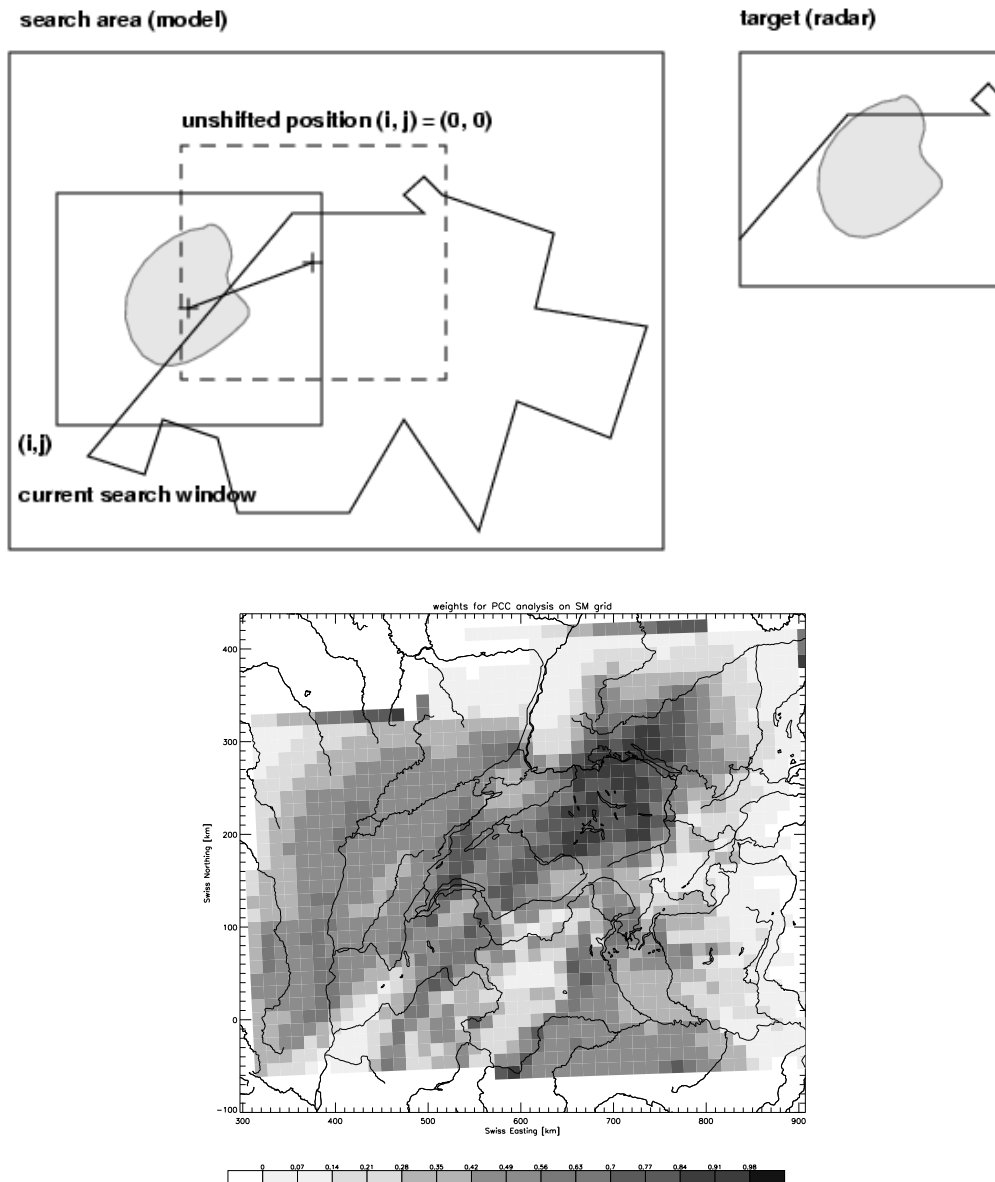 search area (model)
target (radar)
unshifted position (i, j) = (0, 0)
(i,j)
current search window
weights for PCC analysis on SM grid
400
300
200
100
0
-100
Swiss Northing [km]
300 400 500 600 700 800 900
Swiss Easting [km]
0 0.07 0.14 0.21 0.28 0.35 0.42 0.49 0.56 0.63 0.7 0.77 0.84 0.91 0.98